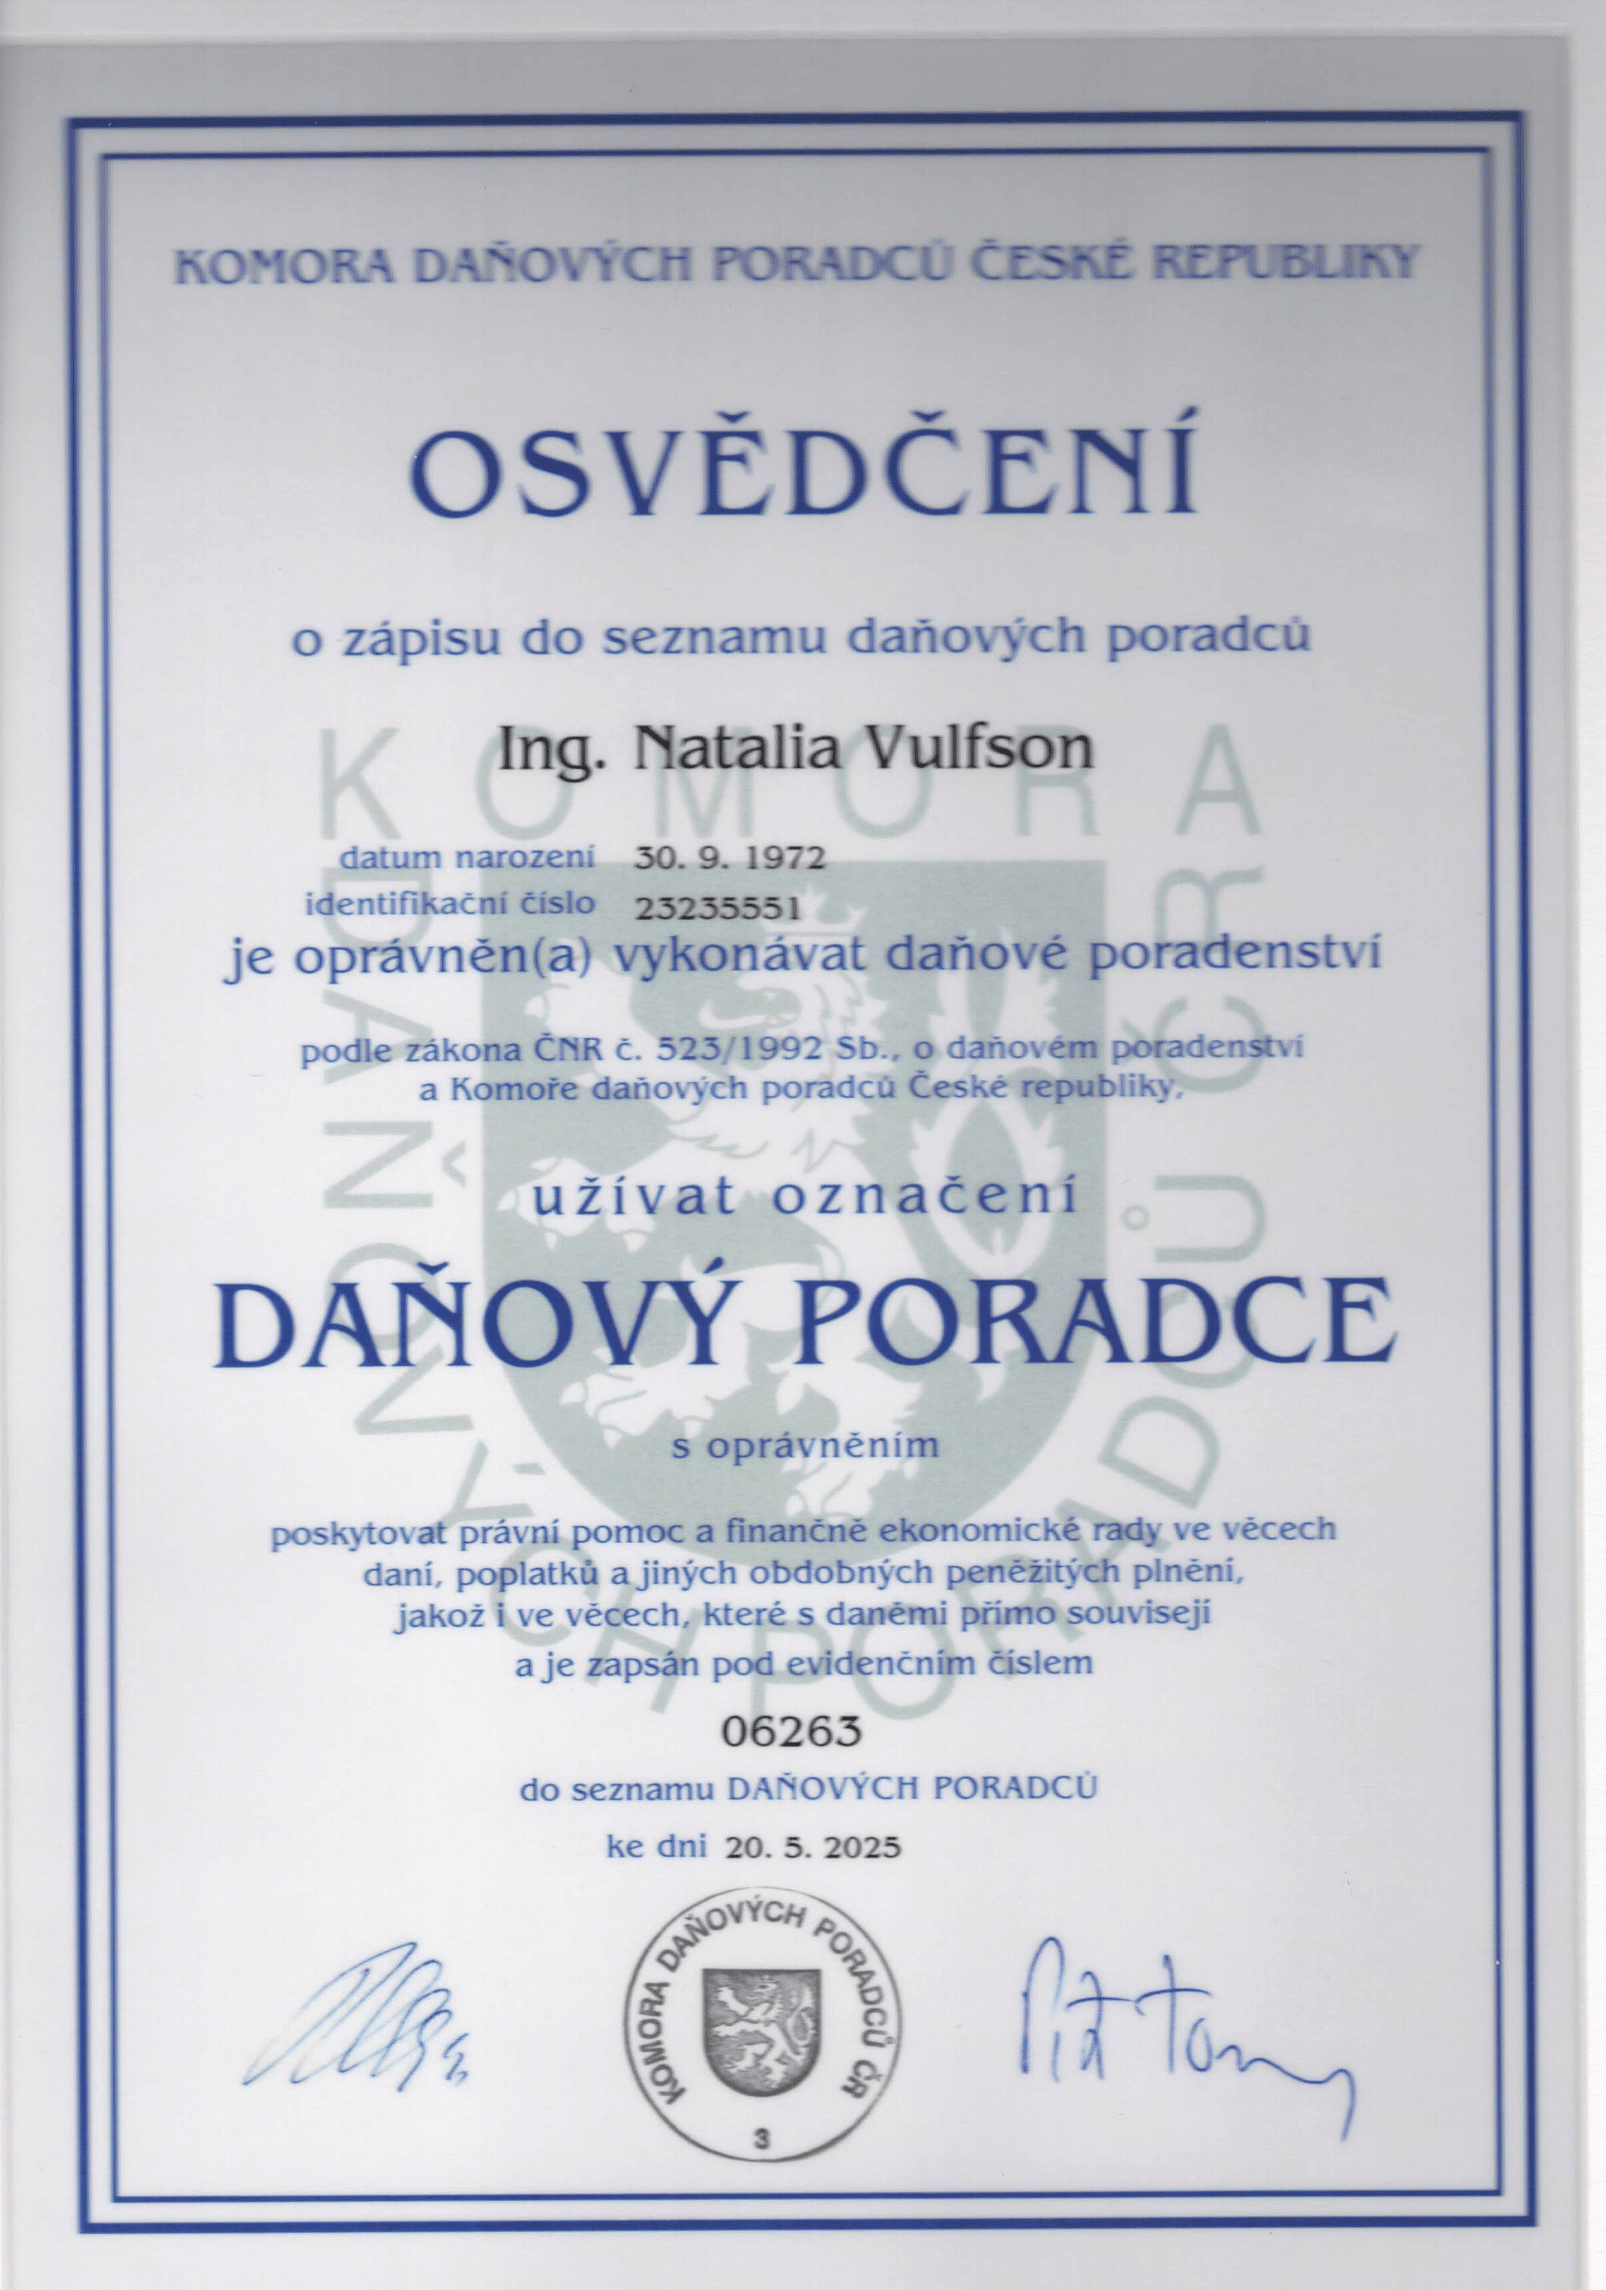 KOMORA DAŇOVÝCH PORADCŮ ČESKÉ REPUBLIKY
OSVĚDČENÍ
o zápisu do seznamu daňových poradců
Ing. Natalia Vulfson
datum narození 30. 9. 1972
identifikační číslo 23235551
je oprávněn(a) vykonávat daňové poradenství
podle zákona ČNR č. 523/1992 Sb., o daňovém poradenství
a Komoře daňových poradců České republiky,
užívat označení
DAŇOVÝ PORADCE
s oprávněním
poskytovat právní pomoc a finančně ekonomické rady ve věcech
daní, poplatků a jiných obdobných peněžitých plnění,
jakož i ve věcech, které s daněmi přímo souvisejí
a je zapsán pod evidenčním číslem
06263
do seznamu DAŇOVÝCH PORADCŮ
ke dni 20. 5. 2025
KOMORA DAŇOVÝCH PORADCŮ ČR
3
KOMORA DAŇOVÝCH PORADCŮ ČR